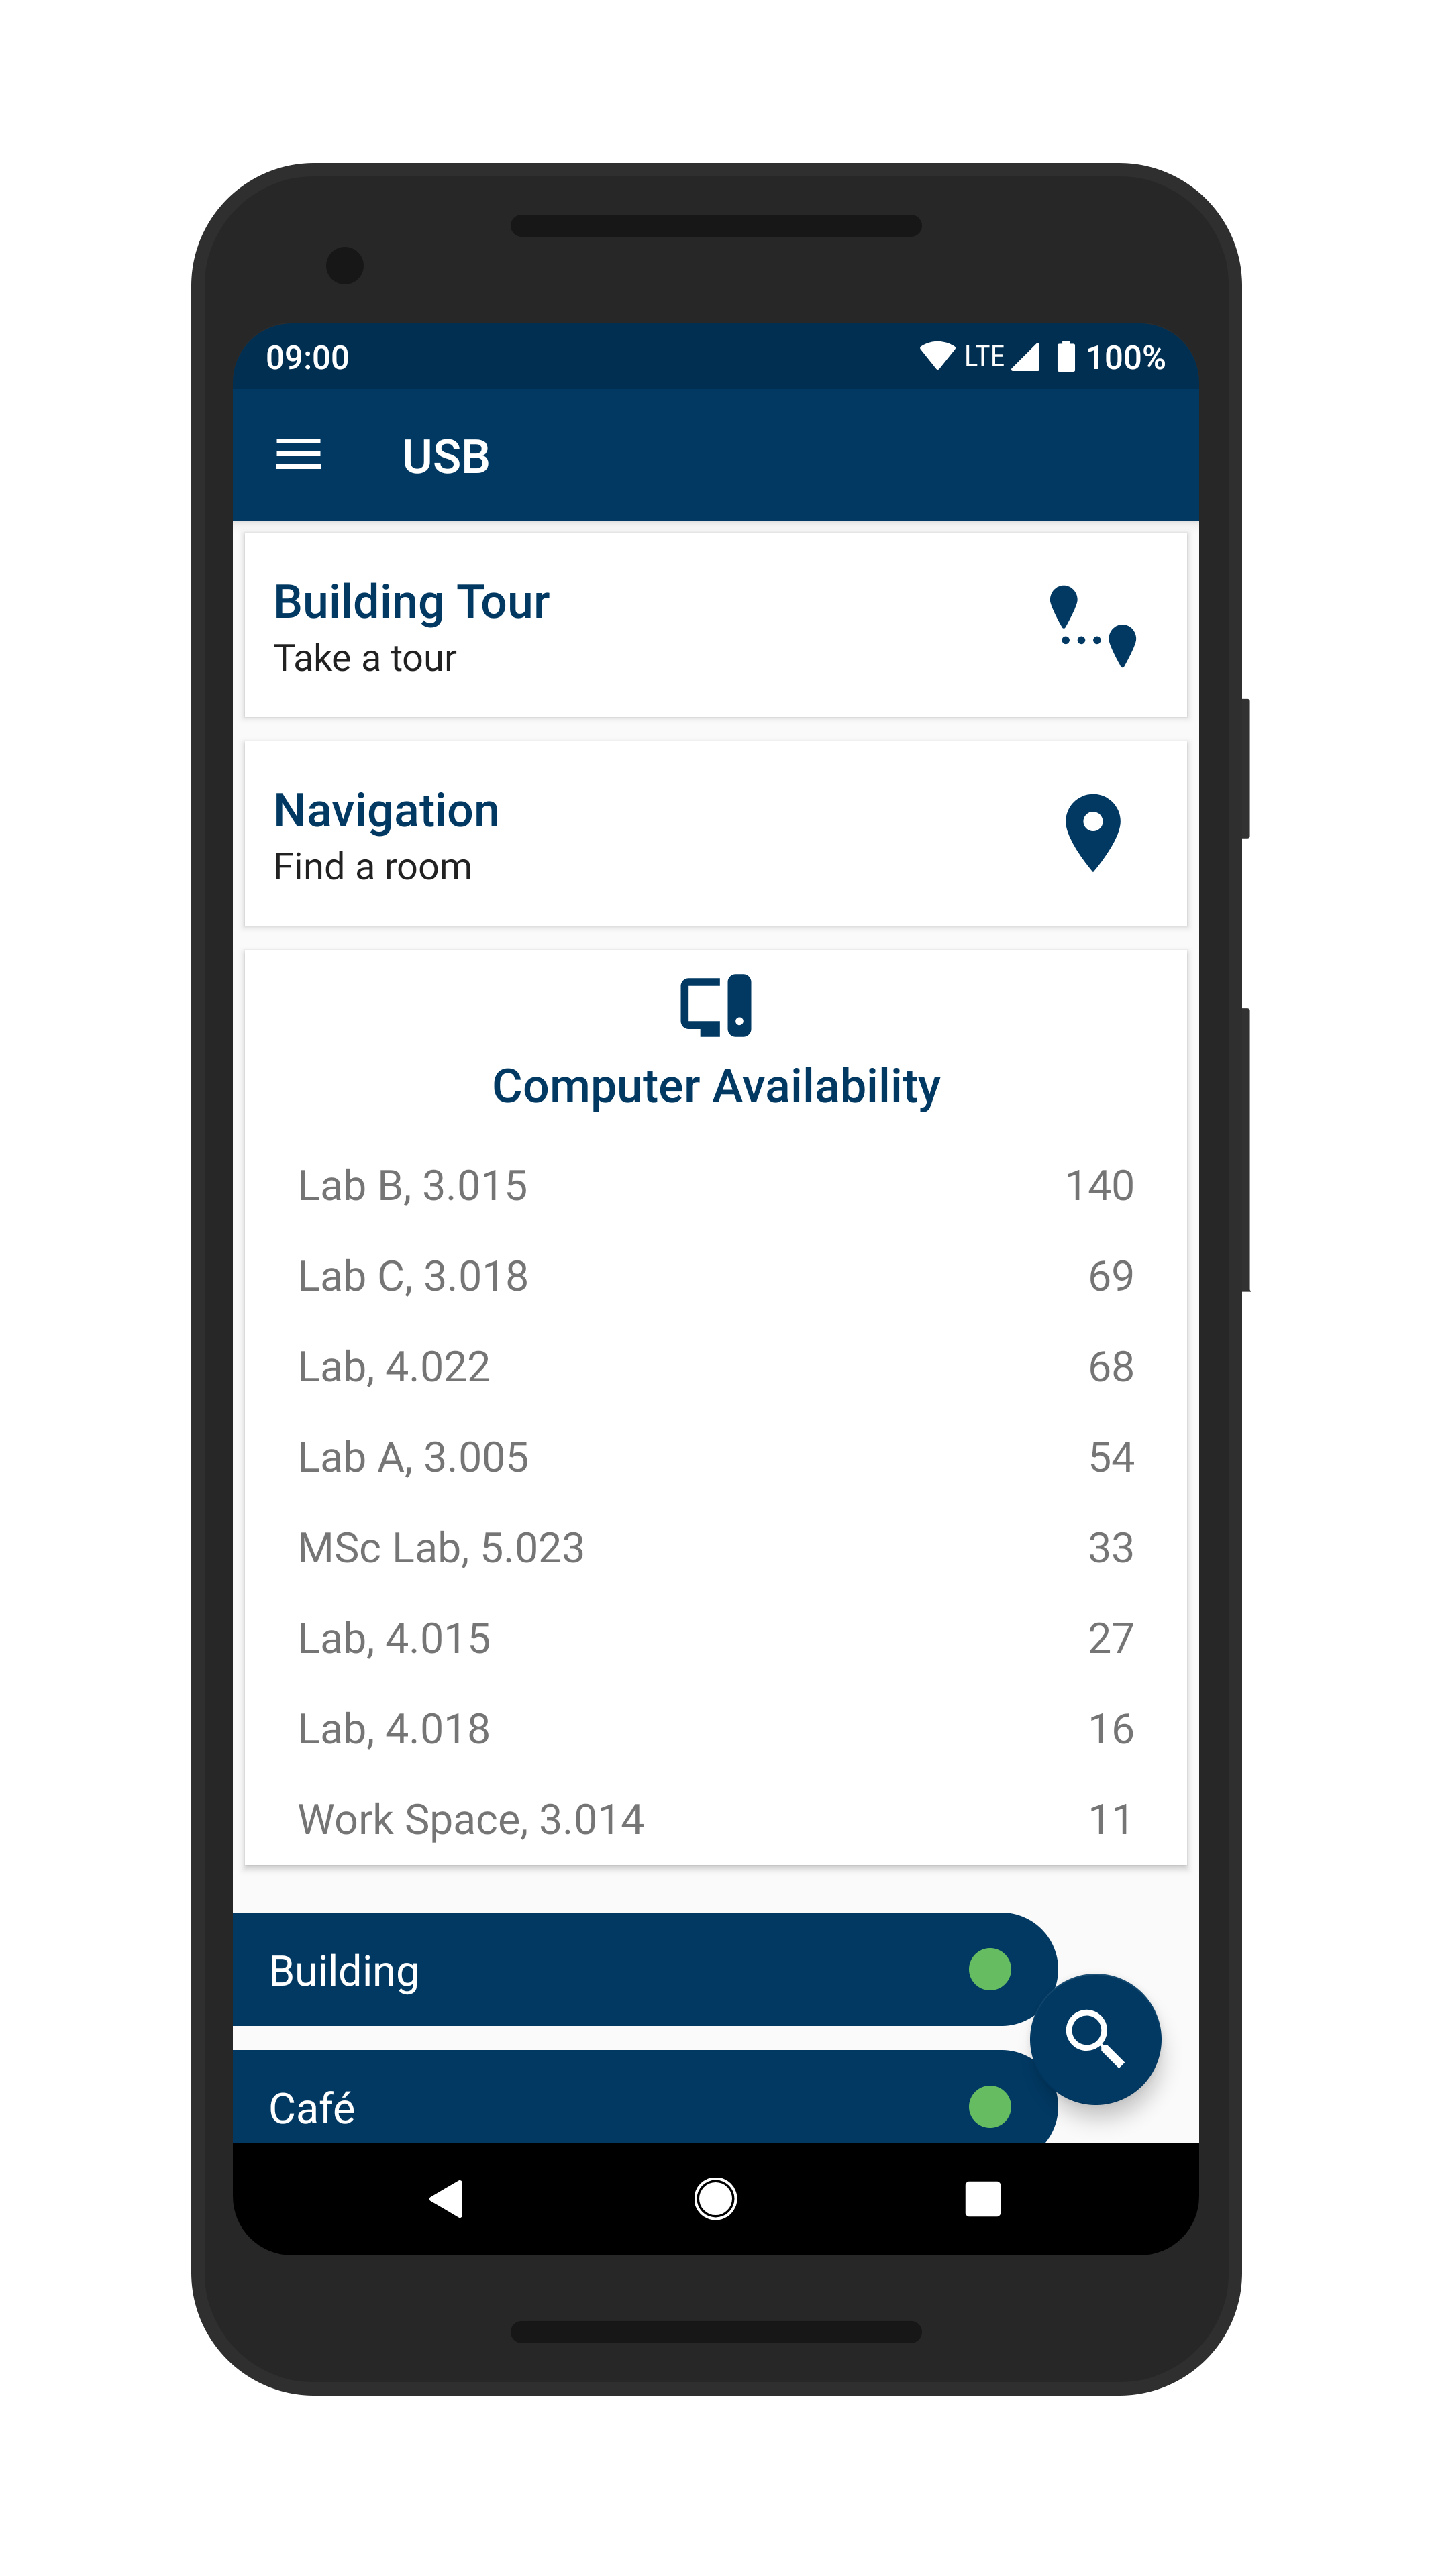 09:00 LTE 100%
USB
Building Tour
Take a tour
Navigation
Find a room
Computer Availability
Lab B, 3.015 140
Lab C, 3.018 69
Lab, 4.022 68
Lab A, 3.005 54
MSc Lab, 5.023 33
Lab, 4.015 27
Lab, 4.018 16
Work Space, 3.014 11
Building
Café